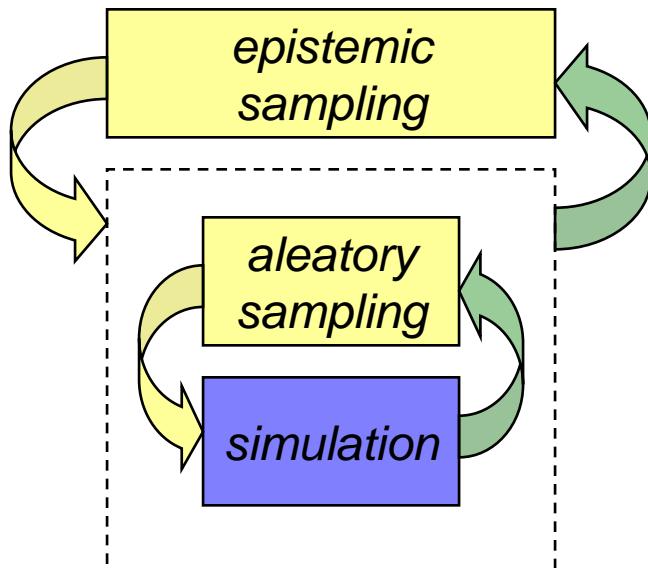 epistemic
sampling
aleatory
sampling
simulation